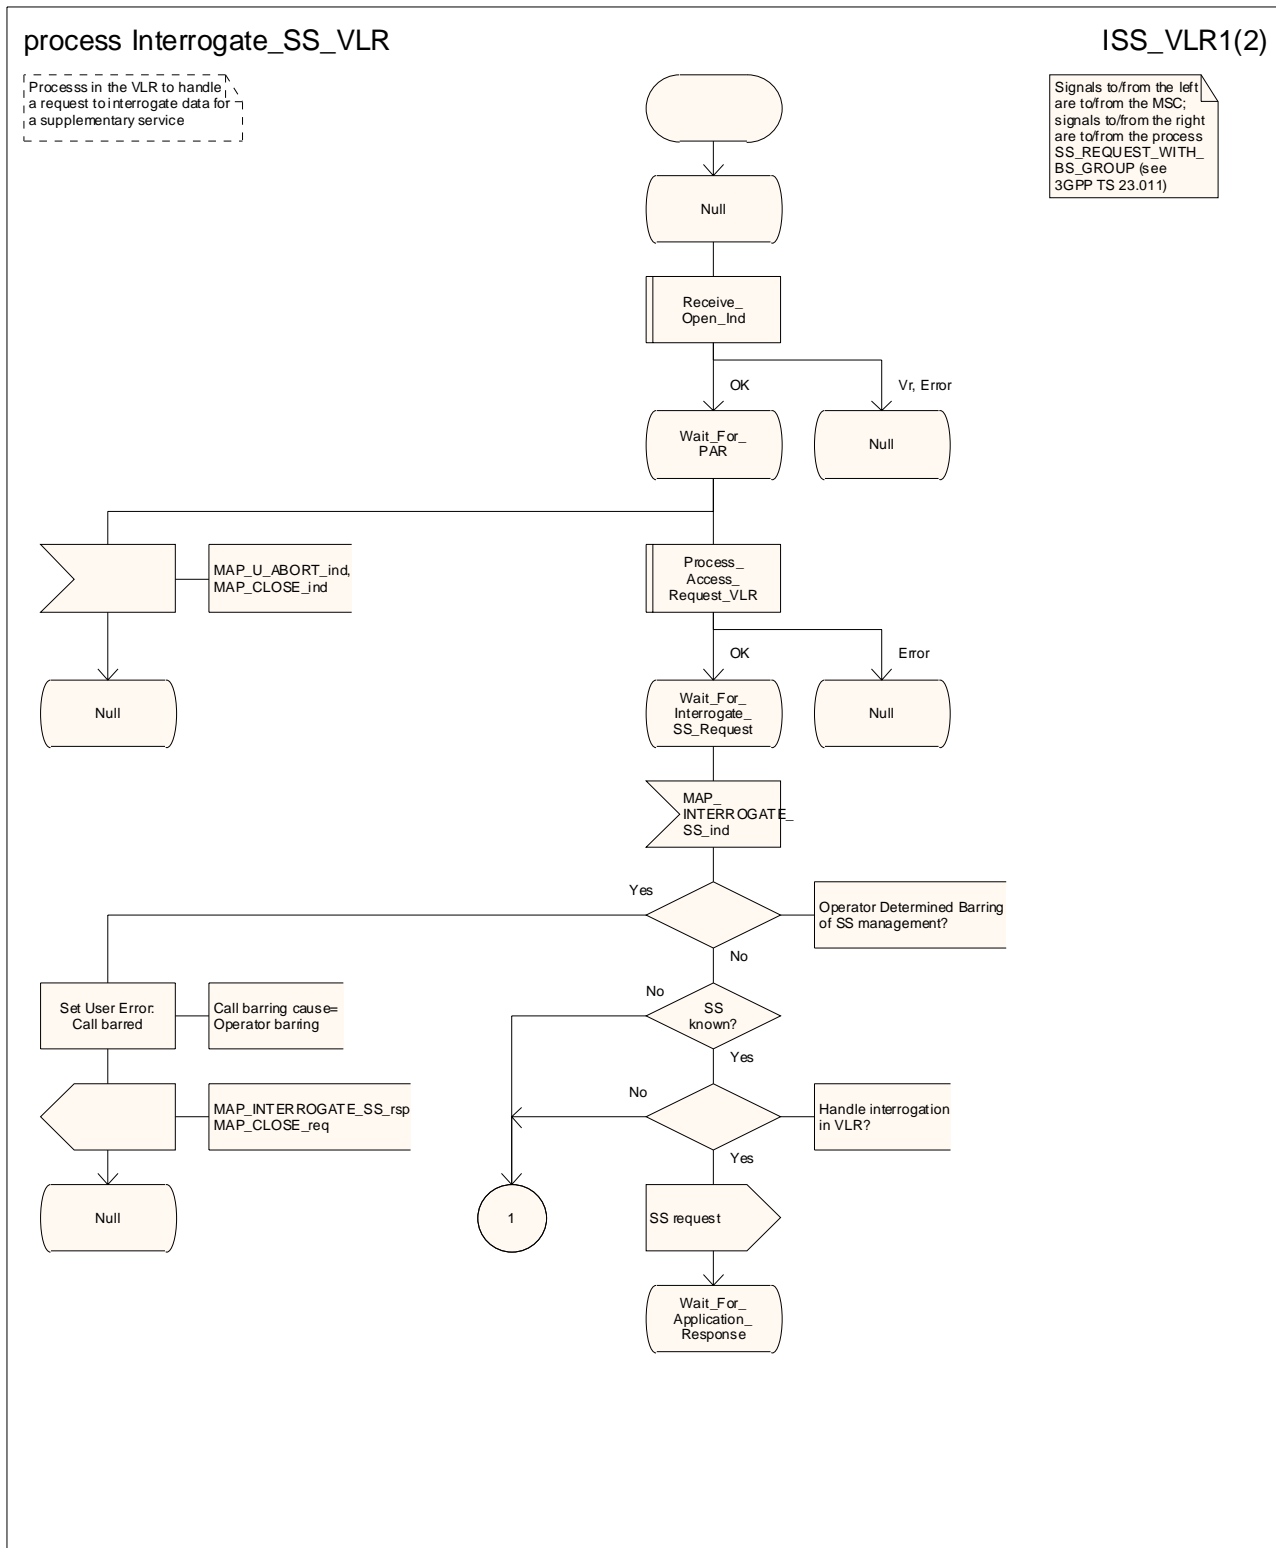 process Interrogate_SS_VLR
ISS_VLR1(2)
Processs in the VLR to handle
a request to interrogate data for
a supplementary service
Signals to/from the left
are to/from the MSC;
signals to/from the right
are to/from the process
SS_REQUEST_WITH_
BS_GROUP (see
3GPP TS 23.011)
Null
Receive_
Open_Ind
OK
Vr, Error
Wait_For_
PAR
Null
MAP_U_ABORT_ind,
MAP_CLOSE_ind
Process_
Access_
Request_VLR
OK
Error
Null
Wait_For_
Interrogate_
SS_Request
Null
MAP_
INTERROGATE_
SS_ind
Yes
Operator Determined Barring
of SS management?
No
Set User Error:
Call barred
Call barring cause=
Operator barring
No
SS
known?
Yes
MAP_INTERROGATE_SS_rsp
MAP_CLOSE_req
No
Handle interrogation
in VLR?
Yes
Null
1
SS request
Wait_For_
Application_
Response